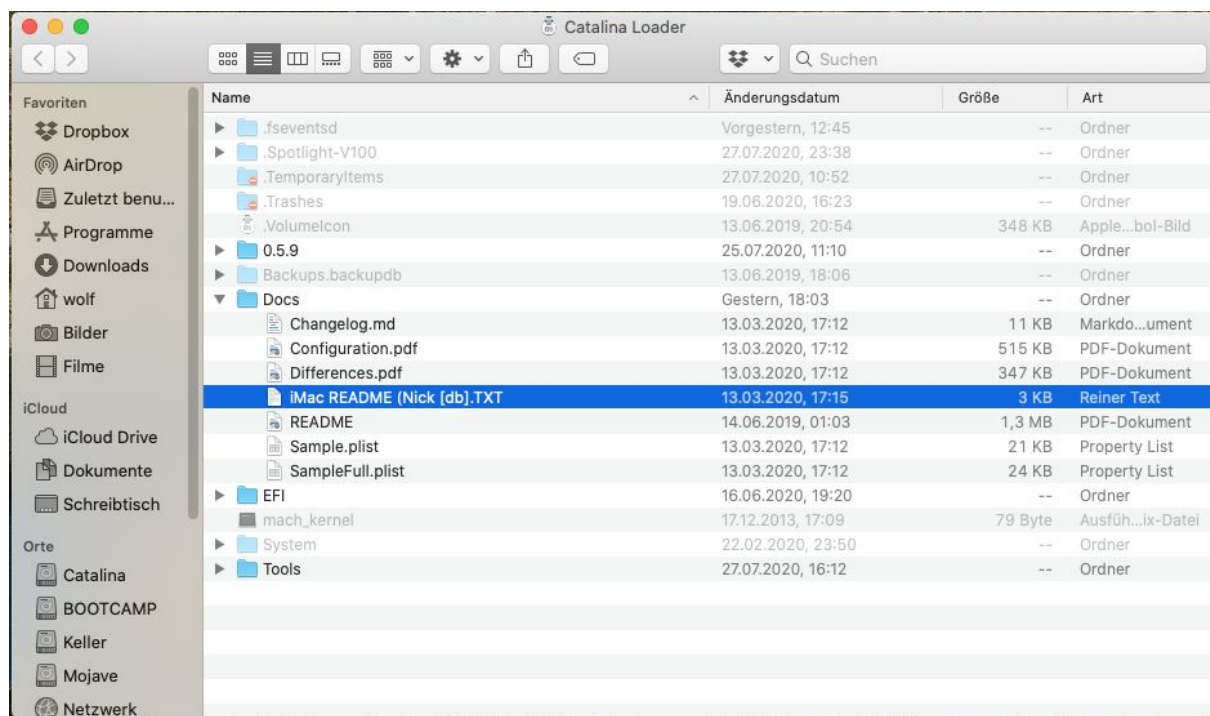 Catalina Loader
Suchen
Favoriten
Dropbox
AirDrop
Zuletzt benu...
Programme
Downloads
wolf
Bilder
Filme
iCloud
iCloud Drive
Dokumente
Schreibtisch
Orte
Catalina
BOOTCAMP
Keller
Mojave
Netzwerk
Name Änderungsdatum Größe Art
.fseventsd Vorgestern, 12:45 -- Ordner
.Spotlight-V100 27.07.2020, 23:38 -- Ordner
.TemporaryItems 27.07.2020, 10:52 -- Ordner
.Trashes 19.06.2020, 16:23 -- Ordner
.VolumeIcon 13.06.2019, 20:54 348 KB Apple...bol-Bild
0.5.9 25.07.2020, 11:10 -- Ordner
Backups.backupdb 13.06.2019, 18:06 -- Ordner
Docs Gestern, 18:03 -- Ordner
Changelog.md 13.03.2020, 17:12 11 KB Markdo...ument
Configuration.pdf 13.03.2020, 17:12 515 KB PDF-Dokument
Differences.pdf 13.03.2020, 17:12 347 KB PDF-Dokument
iMac README (Nick [db].TXT 13.03.2020, 17:15 3 KB Reiner Text
README 14.06.2019, 01:03 1,3 MB PDF-Dokument
Sample.plist 13.03.2020, 17:12 21 KB Property List
SampleFull.plist 13.03.2020, 17:12 24 KB Property List
EFI 16.06.2020, 19:20 -- Ordner
mach_kernel 17.12.2013, 17:09 79 Byte Ausfüh...ix-Datei
System 22.02.2020, 23:50 -- Ordner
Tools 27.07.2020, 16:12 -- Ordner